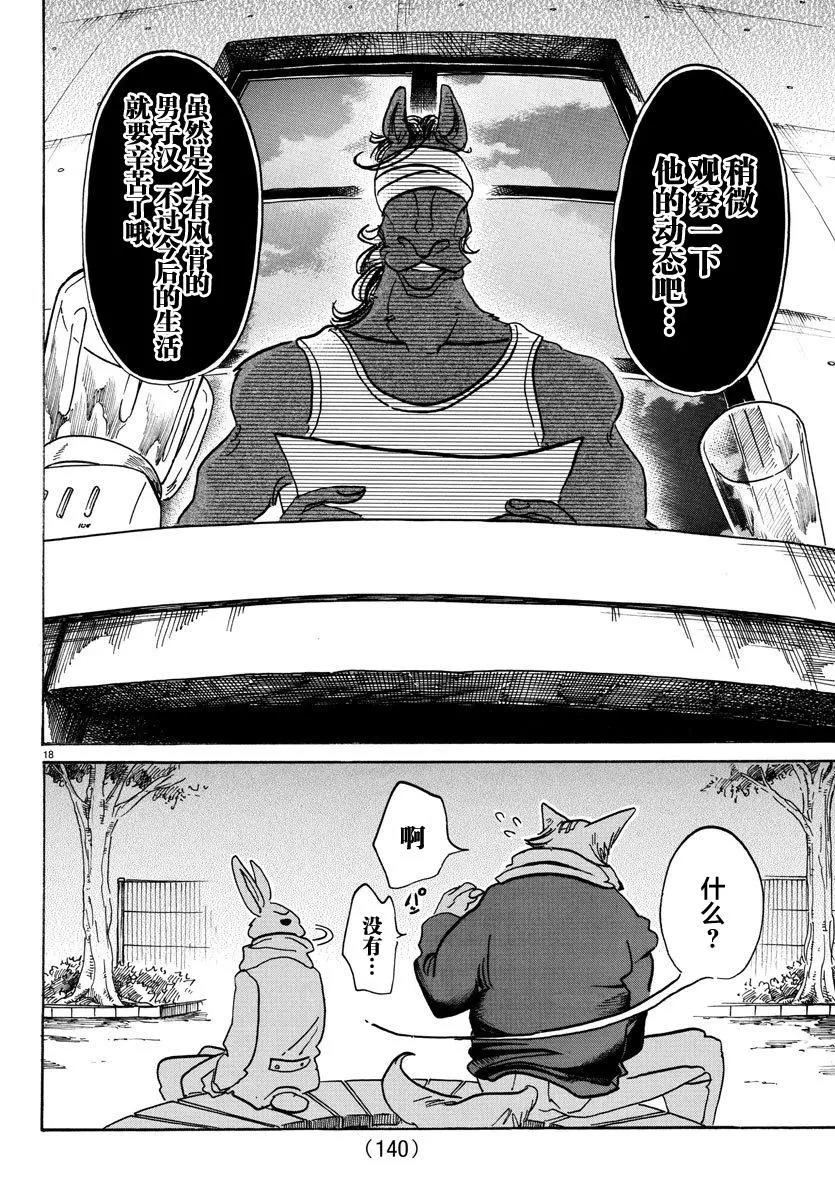 稍微
观察一下
他的动态吧…
虽然是个有风骨的
男子汉 不过今后的生活
就要辛苦了哦
18
什么?
啊
パッ
没有…
(140)